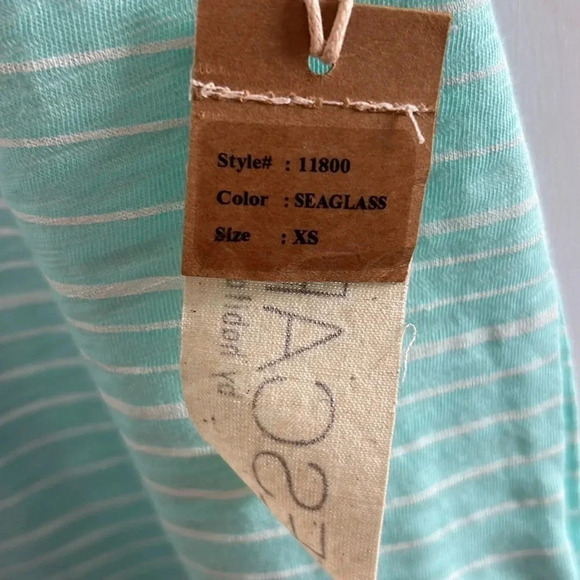 Style# : 11800
Color : SEAGLASS
Size : XS